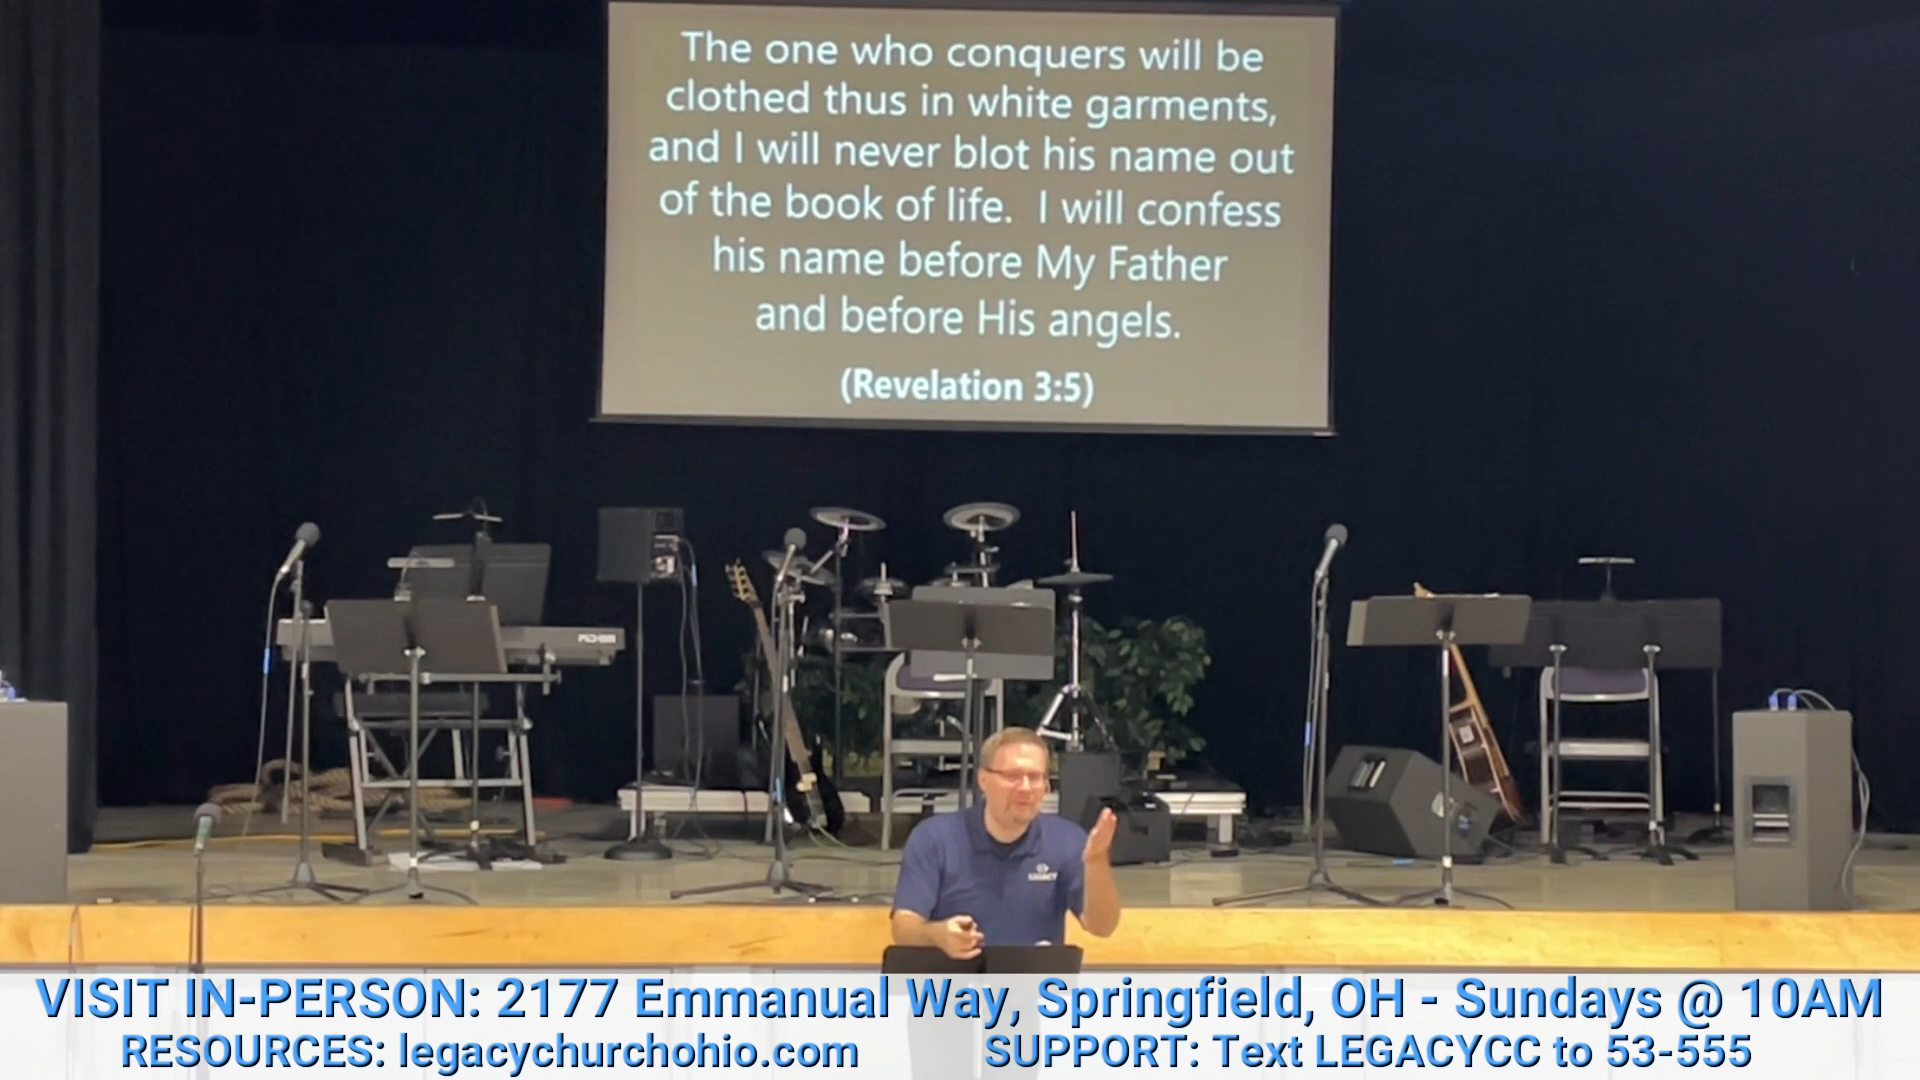 The one who conquers will be
clothed thus in white garments,
and I will never blot his name out
of the book of life.  I will confess
his name before My Father
and before His angels.
(Revelation 3:5)
LEGACY
VISIT IN-PERSON: 2177 Emmanual Way, Springfield, OH - Sundays @ 10AM
RESOURCES: legacychurchohio.com
SUPPORT: Text LEGACYCC to 53-555